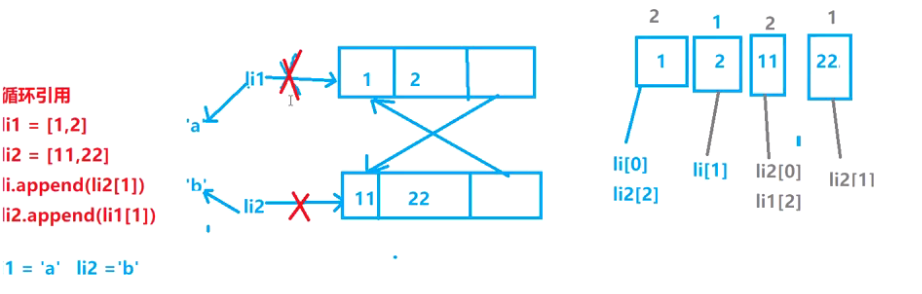 循环引用
li1 = [1,2]
li2 = [11,22]
li.append(li2[1])
li2.append(li1[1])
1 = 'a' li2 ='b'
'a
'b'
li1
li2
1 2
11 22
2 1 2 1
1 2 11 22.
li[0]
li2[2]
li[1]
li2[0]
li1[2]
li2[1]